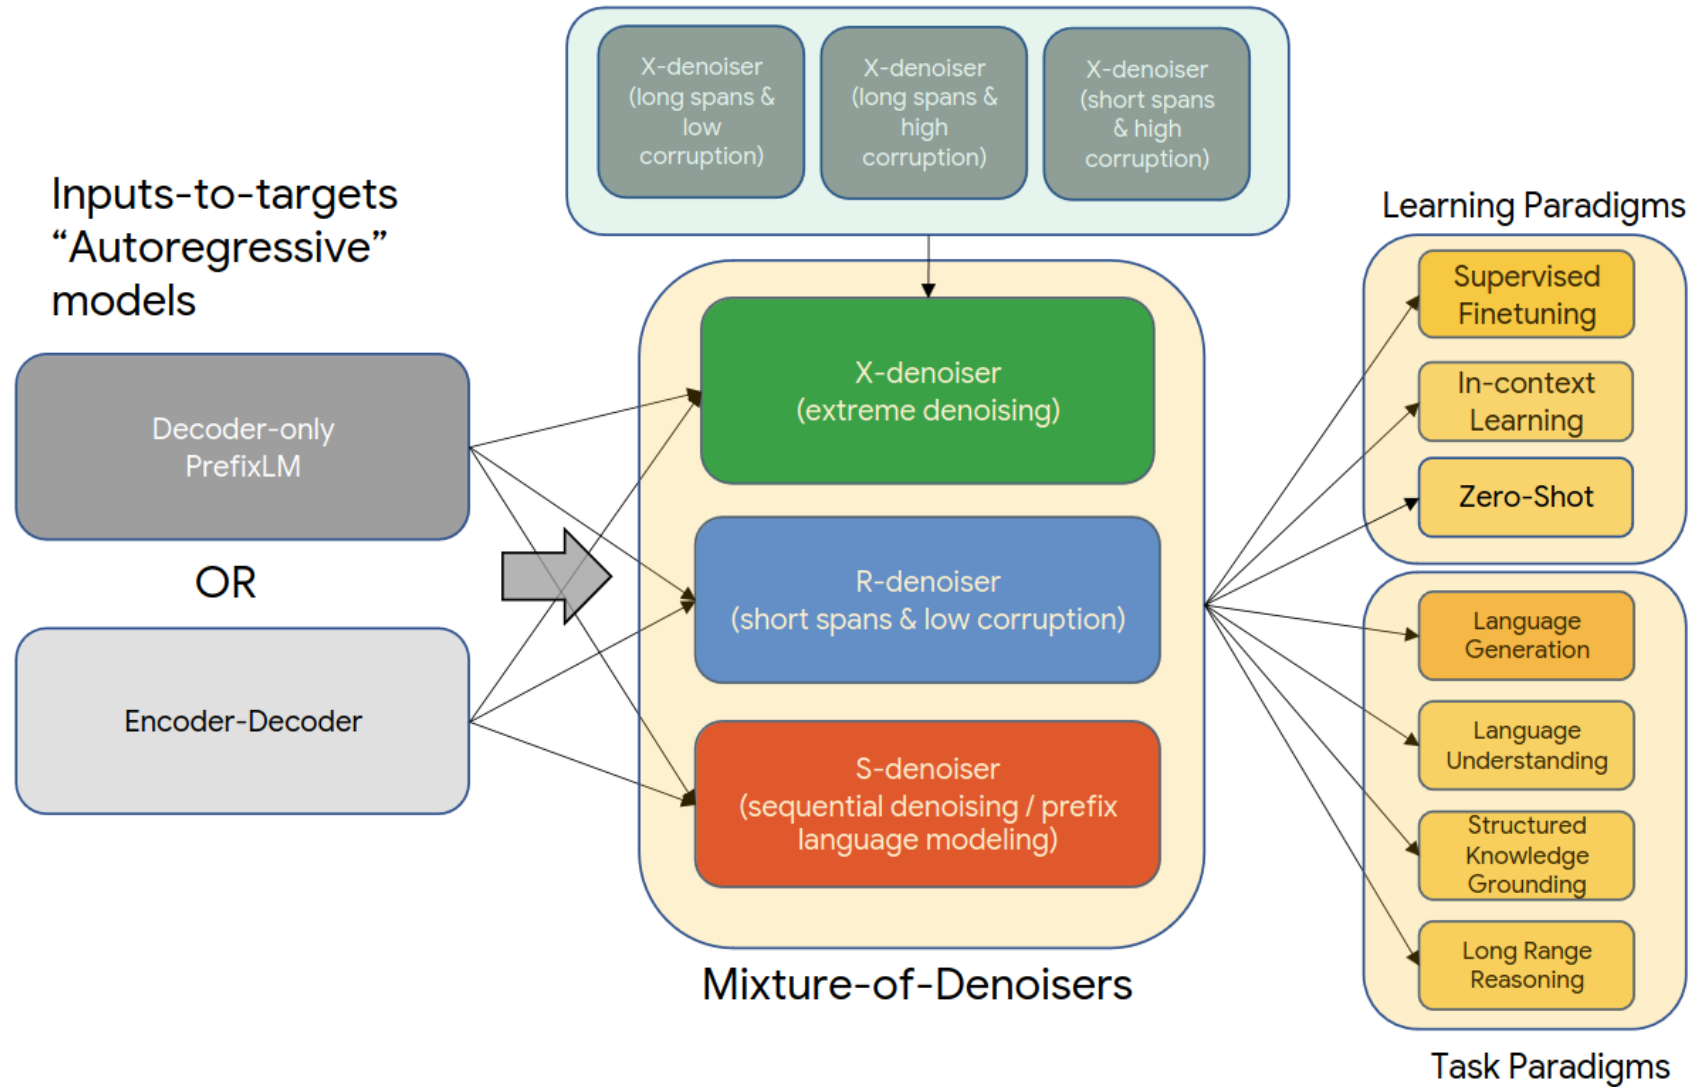 X-denoiser
(long spans &
low
corruption)
X-denoiser
(long spans &
high
corruption)
X-denoiser
(short spans
& high
corruption)
Inputs-to-targets
“Autoregressive”
models
Decoder-only
PrefixLM
OR
Encoder-Decoder
X-denoiser
(extreme denoising)
R-denoiser
(short spans & low corruption)
S-denoiser
(sequential denoising / prefix
language modeling)
Mixture-of-Denoisers
Learning Paradigms
Supervised
Finetuning
In-context
Learning
Zero-Shot
Language
Generation
Language
Understanding
Structured
Knowledge
Grounding
Long Range
Reasoning
Task Paradigms